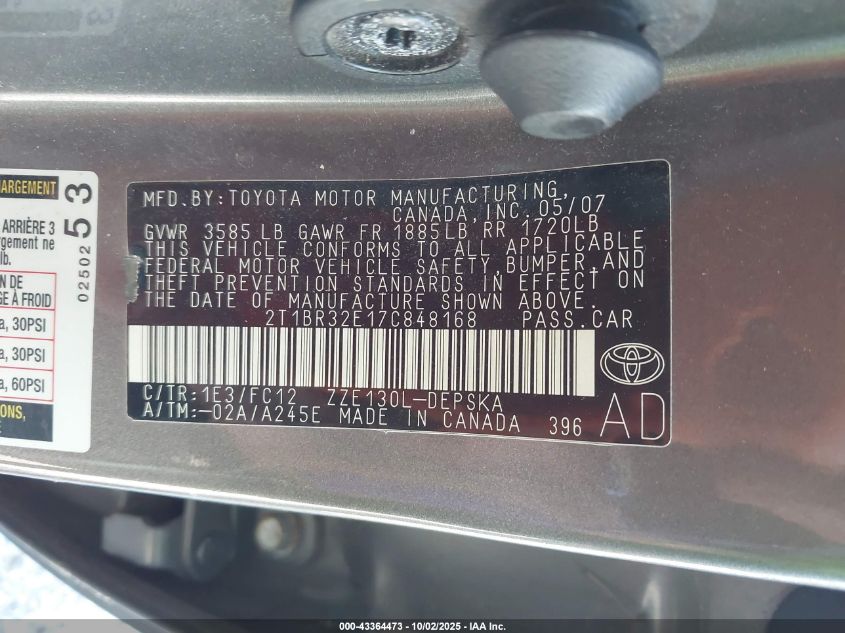 HARGEMENT
ARRIÈRE 3
argement ne
lb.
N DE
GE À FROID
a, 30PSI
a, 30PSI
a, 60PSI
IONS,
E
02502 53
MFD.BY:TOYOTA MOTOR MANUFACTURING,
CANADA, INC. 05/07
GVWR 3585 LB GAWR FR 1885LB RR 1720LB
THIS VEHICLE CONFORMS TO ALL APPLICABLE
FEDERAL MOTOR VEHICLE SAFETY,BUMPER,AND
THEFT PREVENTION STANDARDS IN EFFECT ON
THE DATE OF MANUFACTURE SHOWN ABOVE.
2T1BR32E17C848168 PASS.CAR
C/TR:1E3/FC12 ZZE130L-DEPSKA
A/TM:-02A/A245E MADE IN CANADA 396
AD
000-43364473 - 10/02/2025 - IAA Inc.